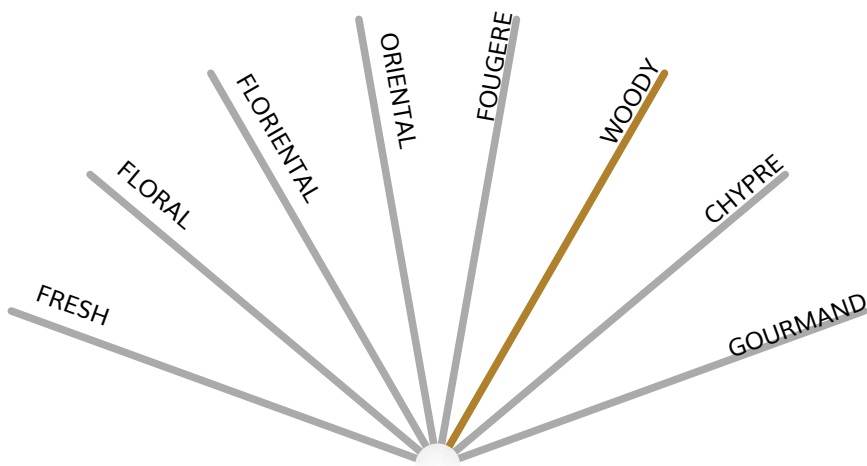 FRESH
FLORAL
FLORIENTAL
ORIENTAL
FOUGERE
WOODY
CHYPRE
GOURMAND